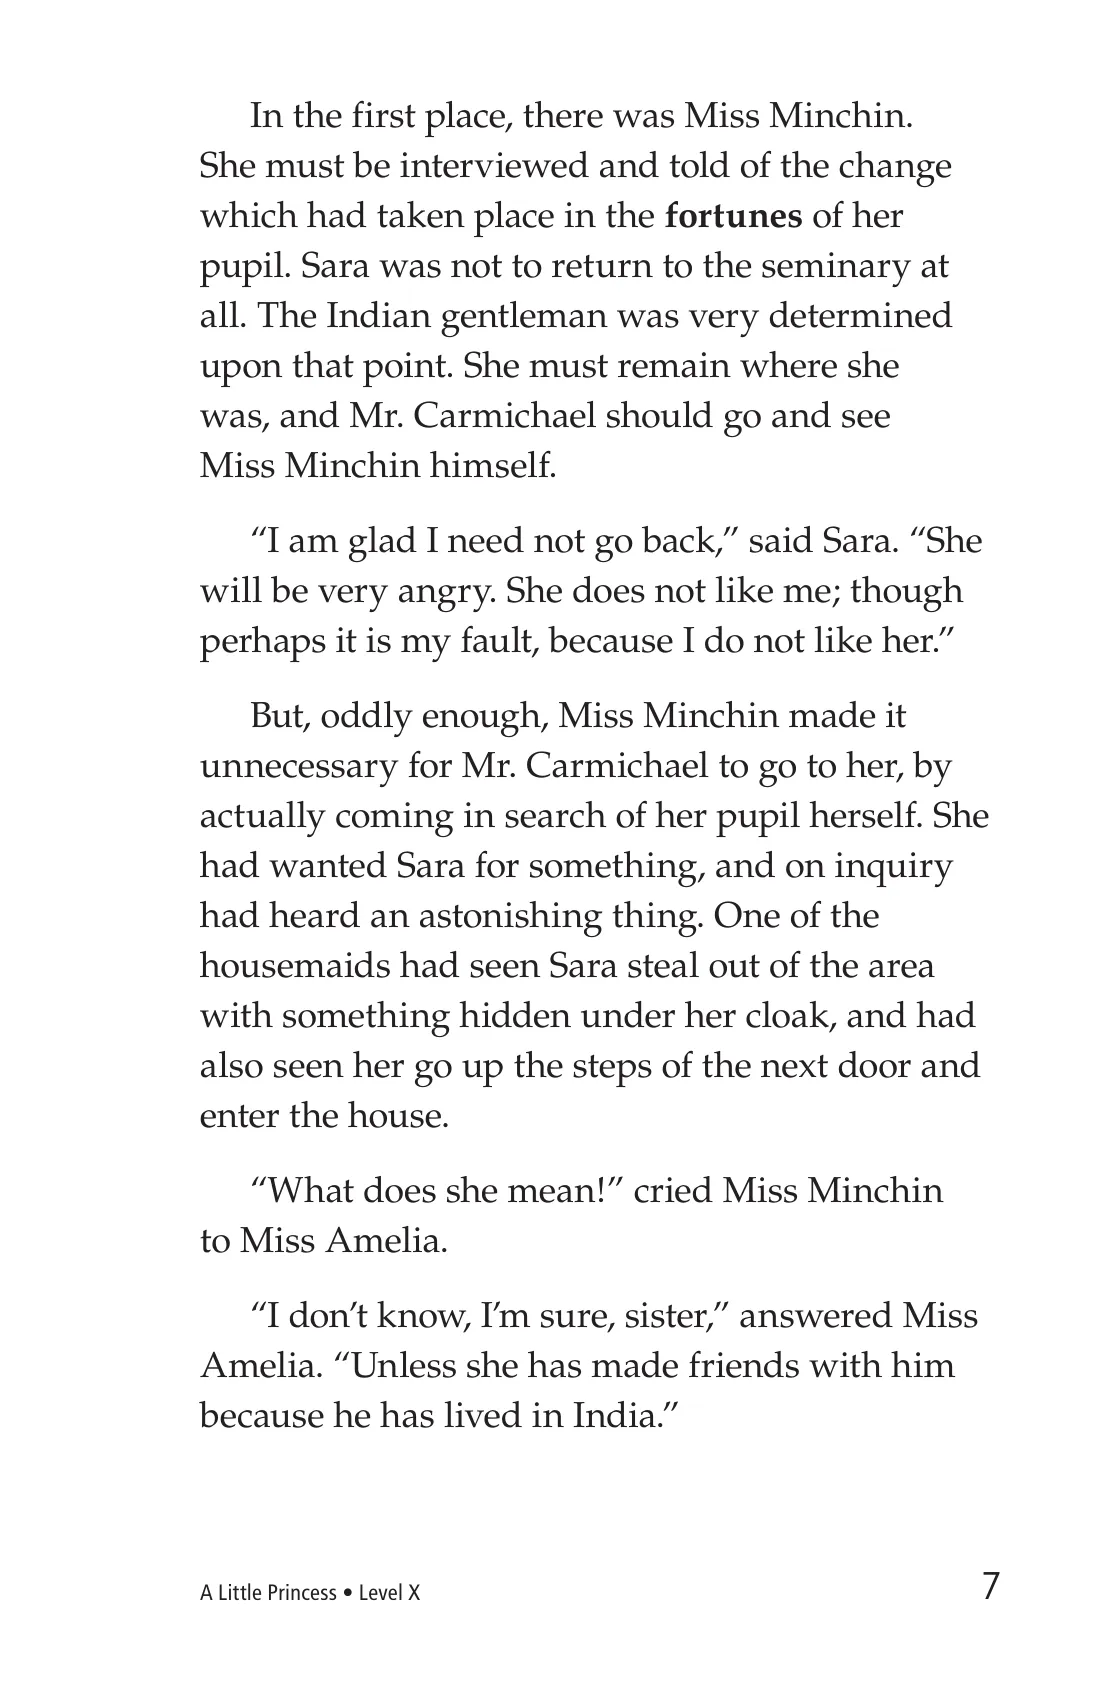 In the first place, there was Miss Minchin.
She must be interviewed and told of the change
which had taken place in the fortunes of her
pupil. Sara was not to return to the seminary at
all. The Indian gentleman was very determined
upon that point. She must remain where she
was, and Mr. Carmichael should go and see
Miss Minchin himself.
“I am glad I need not go back,” said Sara. “She
will be very angry. She does not like me; though
perhaps it is my fault, because I do not like her.”
But, oddly enough, Miss Minchin made it
unnecessary for Mr. Carmichael to go to her, by
actually coming in search of her pupil herself. She
had wanted Sara for something, and on inquiry
had heard an astonishing thing. One of the
housemaids had seen Sara steal out of the area
with something hidden under her cloak, and had
also seen her go up the steps of the next door and
enter the house.
“What does she mean!” cried Miss Minchin
to Miss Amelia.
“I don’t know, I’m sure, sister,” answered Miss
Amelia. “Unless she has made friends with him
because he has lived in India.”
A Little Princess • Level X
7